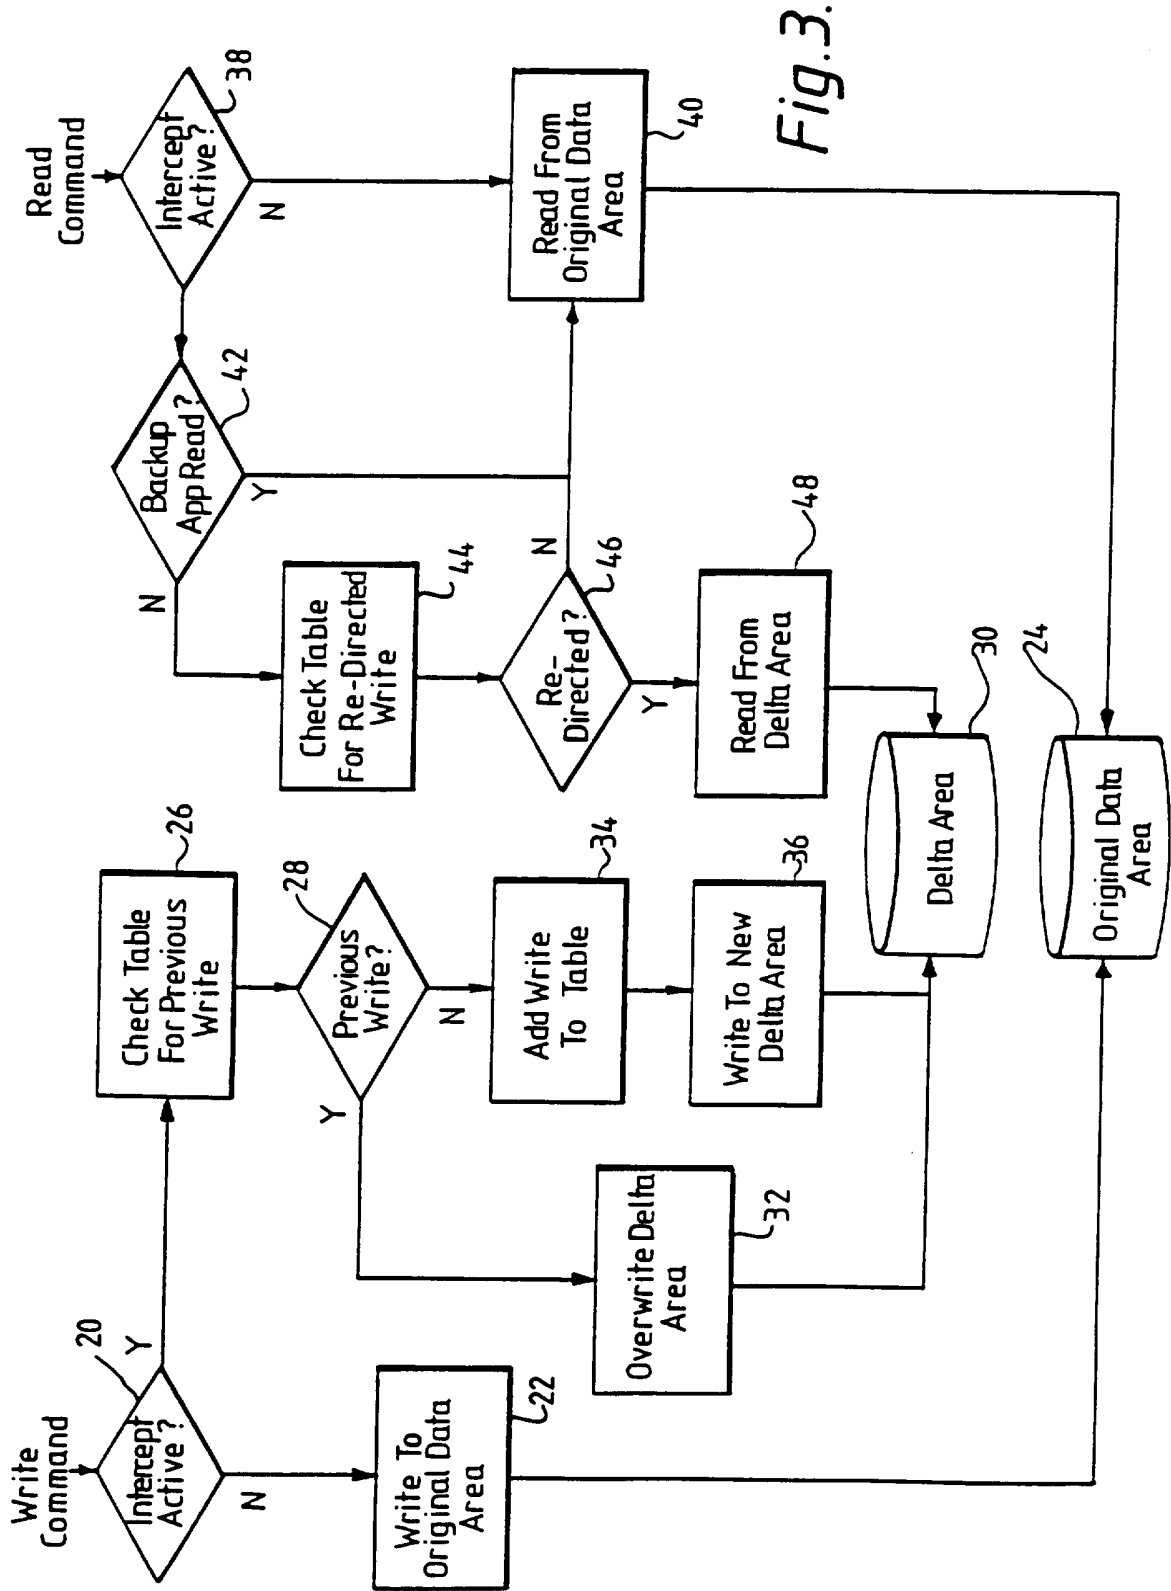 Write
Command
20
Intercept
Active?
Y
N
Write To
Original Data
Area
22
Check Table
For Previous
Write
26
28
Previous
Write?
Y
N
Add Write
To Table
34
Overwrite Delta
Area
32
Write To New
Delta Area
36
Read
Command
Intercept
Active?
38
N
Backup
App Read?
42
N
Y
Check Table
For Re-Directed
Write
44
Re-
Directed?
46
N
Y
Read From
Original Data
Area
40
Read From
Delta Area
48
Delta Area
30
Original Data
Area
24
Fig.3.